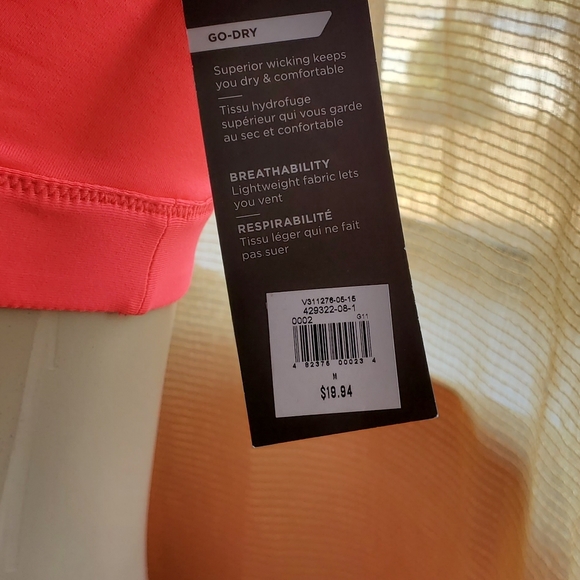 GO-DRY
Superior wicking keeps
you dry & comfortable
Tissu hydrofuge
supérieur qui vous garde
au sec et confortable
BREATHABILITY
Lightweight fabric lets
you vent
RESPIRABILITÉ
Tissu léger qui ne fait
pas suer
V311276-05-15
429322-08-1
0002 G11
4 82376 00023 4
M
$19.94